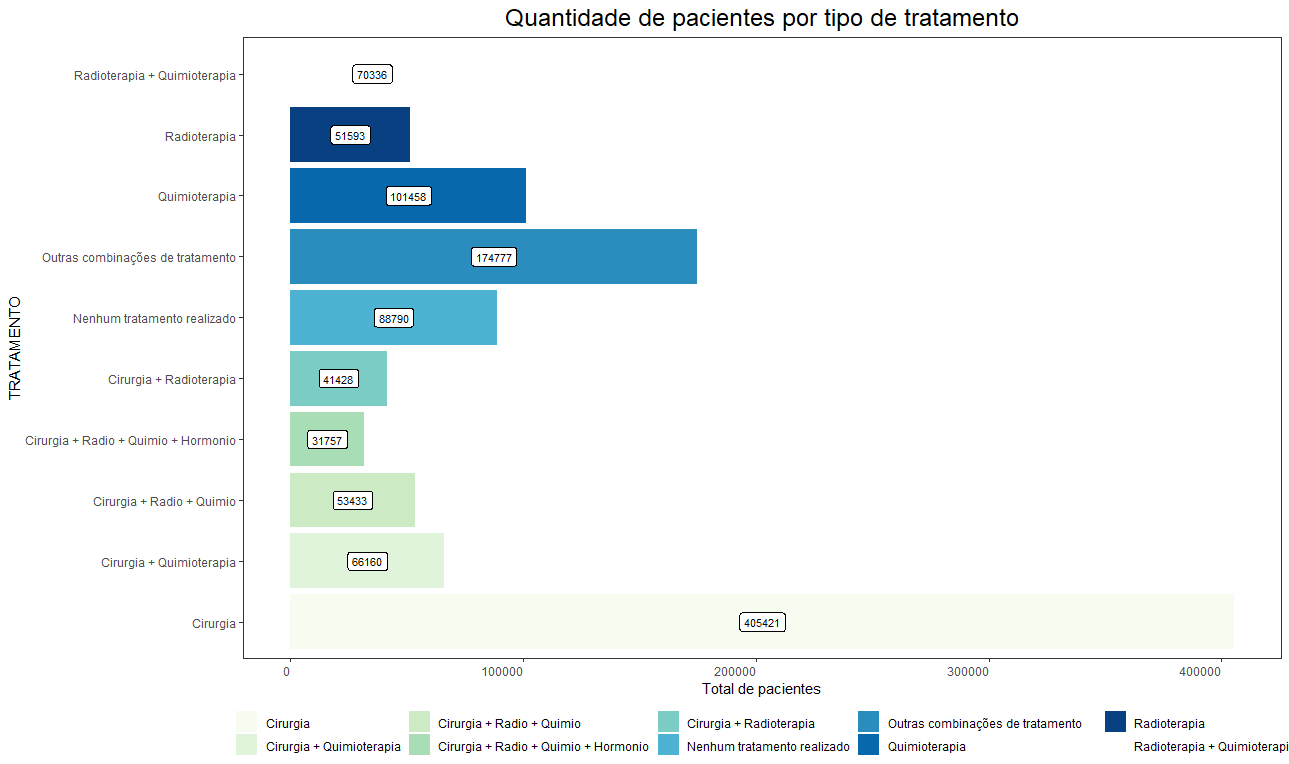 Quantidade de pacientes por tipo de tratamento
TRATAMENTO
Radioterapia + Quimioterapia
70336
Radioterapia
51593
Quimioterapia
101458
Outras combinações de tratamento
174777
Nenhum tratamento realizado
88790
Cirurgia + Radioterapia
41428
Cirurgia + Radio + Quimio + Hormonio
31757
Cirurgia + Radio + Quimio
53433
Cirurgia + Quimioterapia
66160
Cirurgia
405421
0 100000 200000 300000 400000
Total de pacientes
Cirurgia Cirurgia + Radio + Quimio Cirurgia + Radioterapia Outras combinações de tratamento Radioterapia
Cirurgia + Quimioterapia Cirurgia + Radio + Quimio + Hormonio Nenhum tratamento realizado Quimioterapia Radioterapia + Quimioterapi